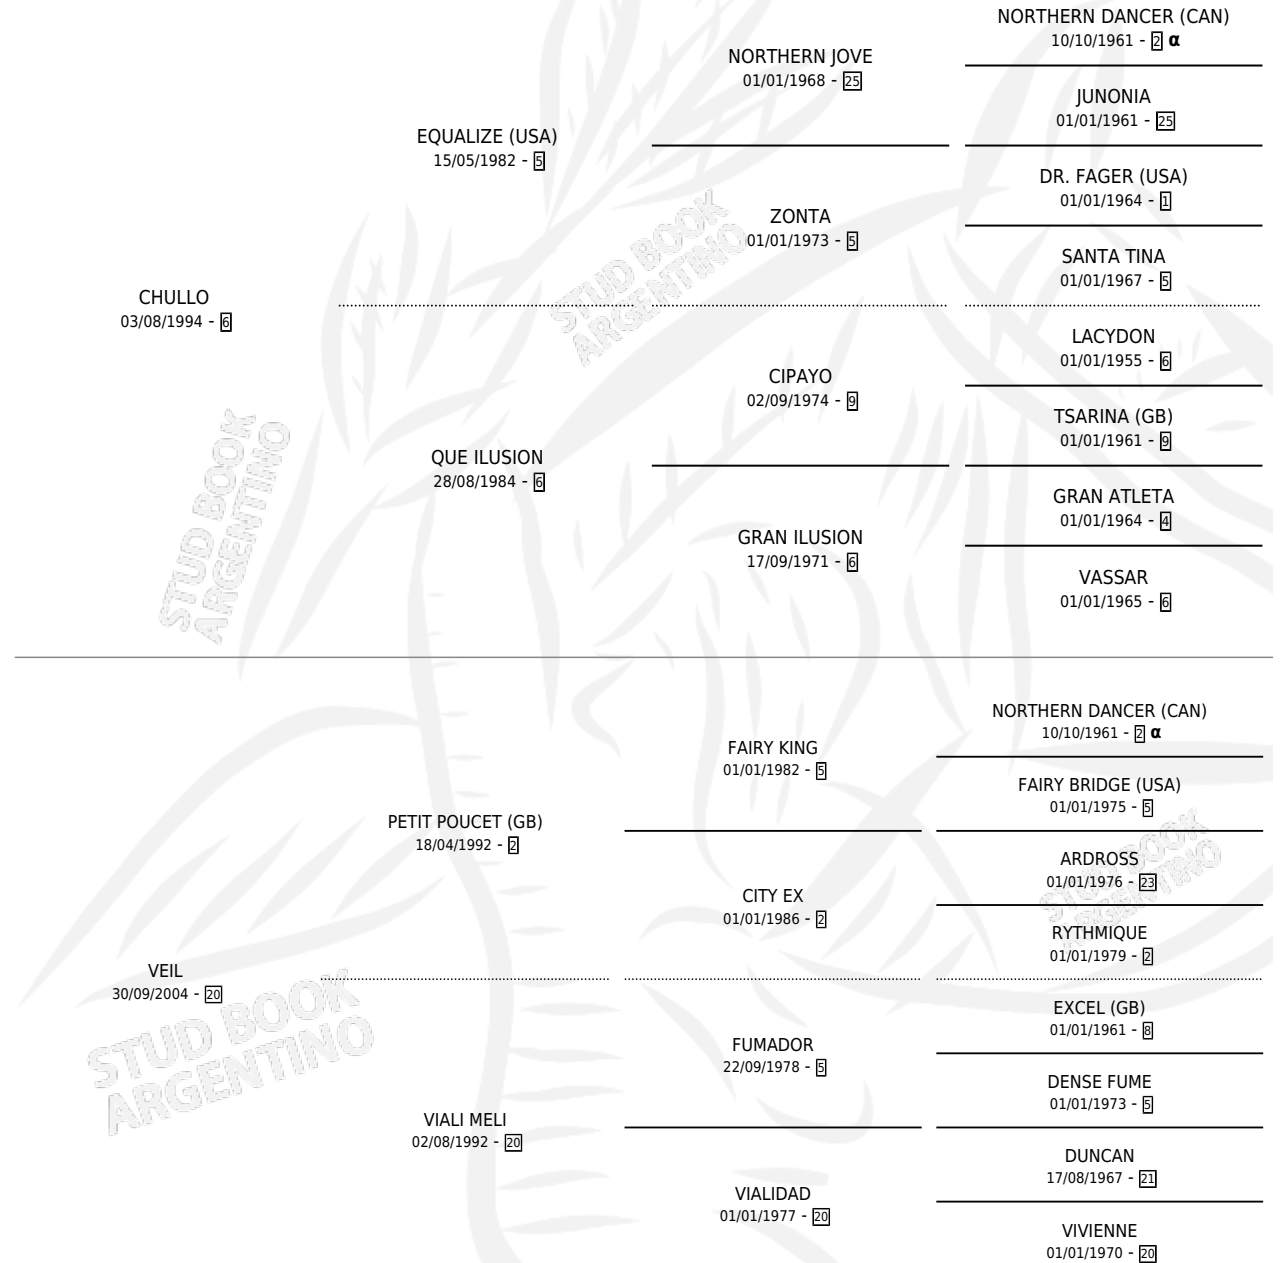 NORTHERN DANCER (CAN)
10/10/1961 - 2 α
NORTHERN JOVE
01/01/1968 - 25
JUNONIA
01/01/1961 - 25
EQUALIZE (USA)
15/05/1982 - 5
DR. FAGER (USA)
01/01/1964 - 1
ZONTA
01/01/1973 - 5
SANTA TINA
01/01/1967 - 5
CHULLO
03/08/1994 - 6
LACYDON
01/01/1955 - 6
CIPAYO
02/09/1974 - 9
TSARINA (GB)
01/01/1961 - 9
QUE ILUSION
28/08/1984 - 6
GRAN ATLETA
01/01/1964 - 4
GRAN ILUSION
17/09/1971 - 6
VASSAR
01/01/1965 - 6
NORTHERN DANCER (CAN)
10/10/1961 - 2 α
FAIRY KING
01/01/1982 - 5
FAIRY BRIDGE (USA)
01/01/1975 - 5
PETIT POUCET (GB)
18/04/1992 - 2
ARDROSS
01/01/1976 - 23
CITY EX
01/01/1986 - 2
RYTHMIQUE
01/01/1979 - 2
VEIL
30/09/2004 - 20
EXCEL (GB)
01/01/1961 - 8
FUMADOR
22/09/1978 - 5
DENSE FUME
01/01/1973 - 5
VIALI MELI
02/08/1992 - 20
DUNCAN
17/08/1967 - 21
VIALIDAD
01/01/1977 - 20
VIVIENNE
01/01/1970 - 20
STUD BOOK
ARGENTINO
STUD BOOK
ARGENTINO
STUD BOOK
ARGENTINO
STUD BOOK
ARGENTINO